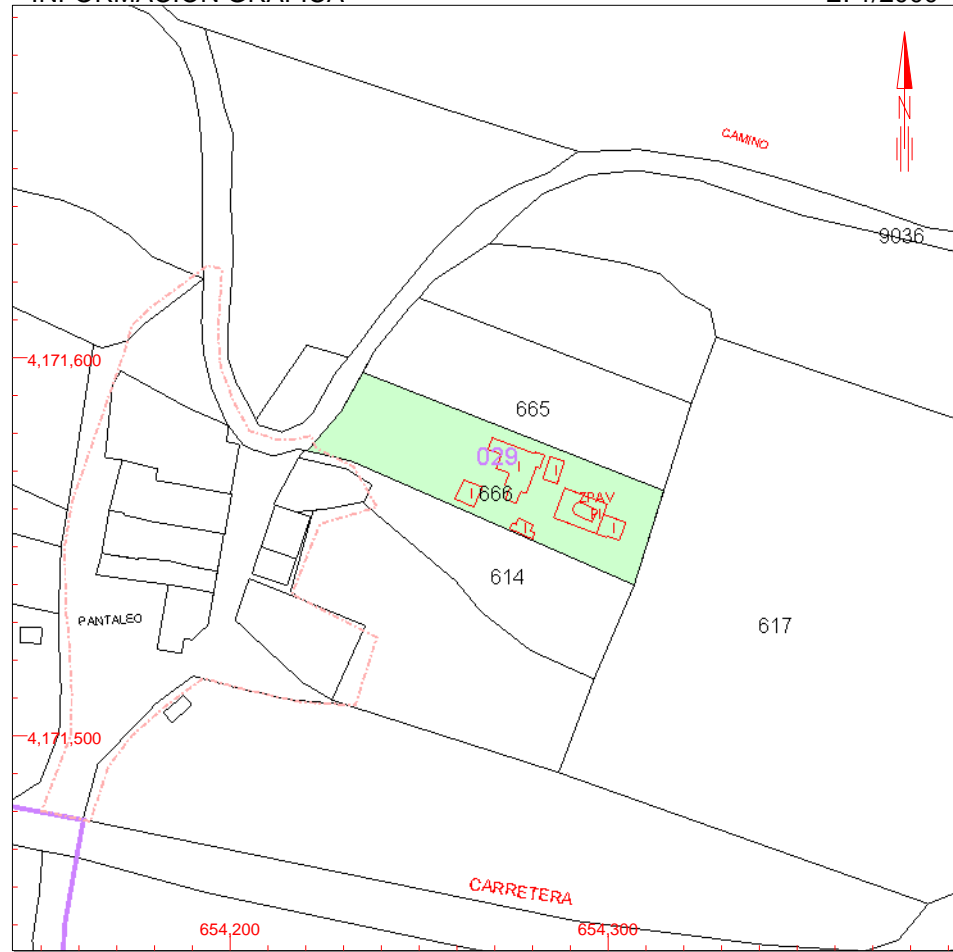 N
CAMINO
9036
4,171,600
665
029
I
I
I
666
ZPAV
PI
I
I
614
PANTALEO
617
4,171,500
CARRETERA
654,200
654,300